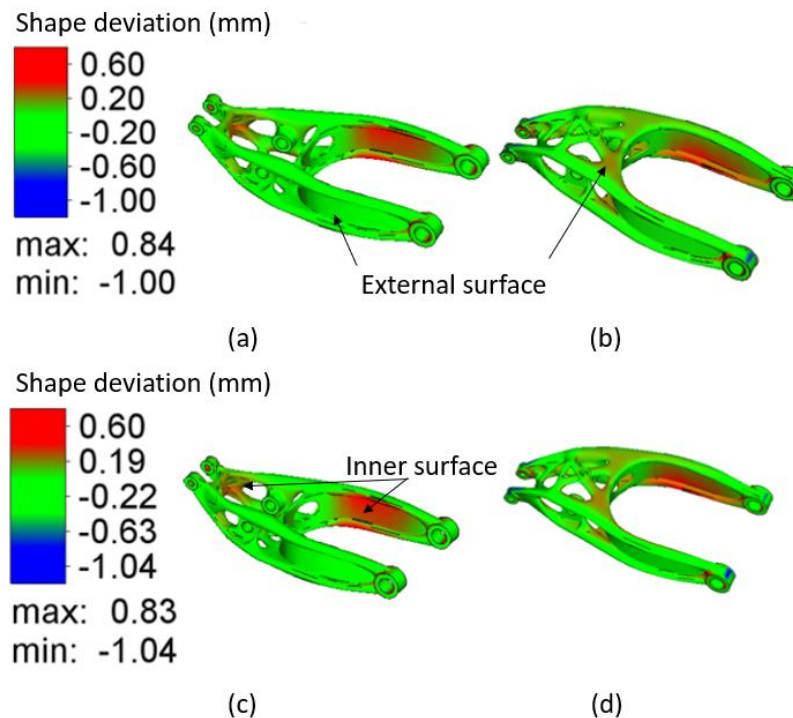 Shape deviation (mm)
0.60
0.20
-0.20
-0.60
-1.00
max: 0.84
min: -1.00
External surface
(a)
(b)
Shape deviation (mm)
0.60
0.19
-0.22
-0.63
-1.04
max: 0.83
min: -1.04
Inner surface
(c)
(d)